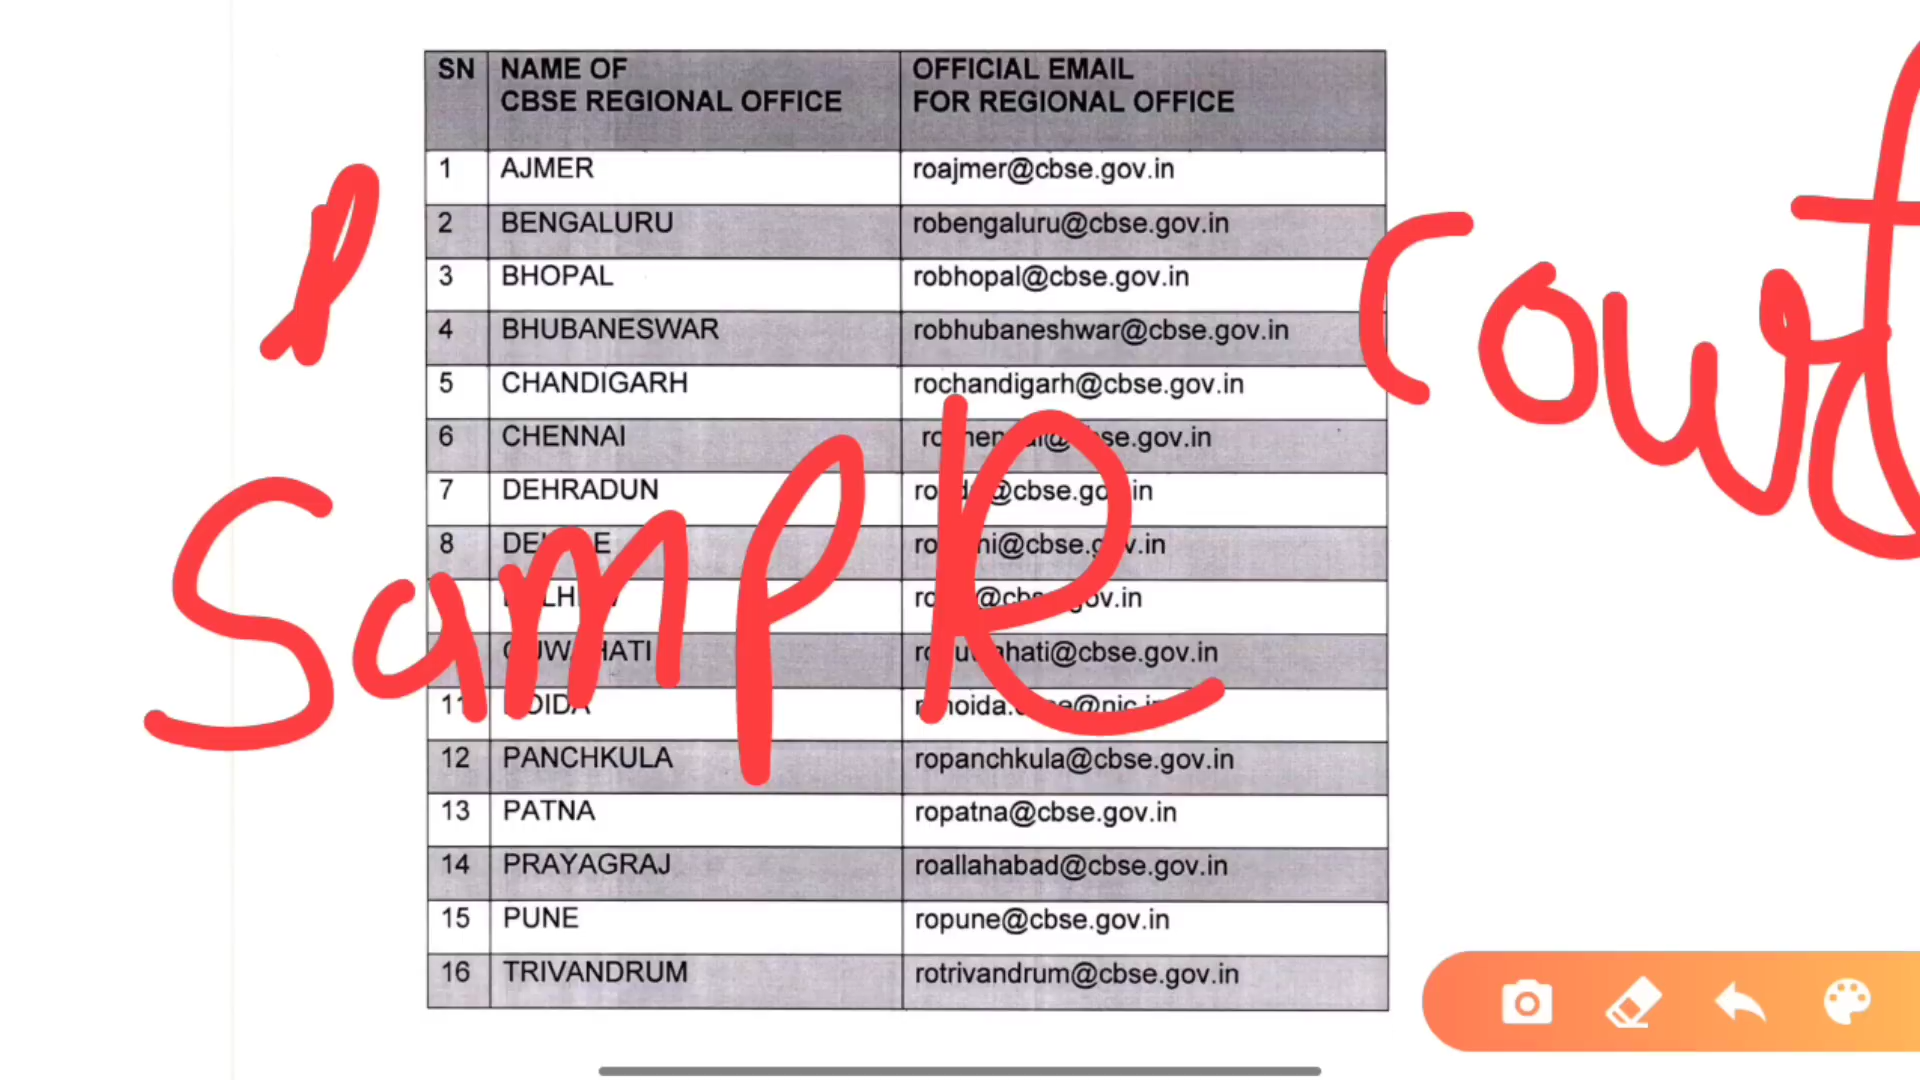 SN NAME OF CBSE REGIONAL OFFICE OFFICIAL EMAIL FOR REGIONAL OFFICE
1 AJMER roajmer@cbse.gov.in
2 BENGALURU robengaluru@cbse.gov.in
3 BHOPAL robhopal@cbse.gov.in
4 BHUBANESWAR robhubaneshwar@cbse.gov.in
5 CHANDIGARH rochandigarh@cbse.gov.in
6 CHENNAI
7 DEHRADUN
8
11
12 PANCHKULA ropanchkula@cbse.gov.in
13 PATNA ropatna@cbse.gov.in
14 PRAYAGRAJ roallahabad@cbse.gov.in
15 PUNE ropune@cbse.gov.in
16 TRIVANDRUM rotrivandrum@cbse.gov.in
Court